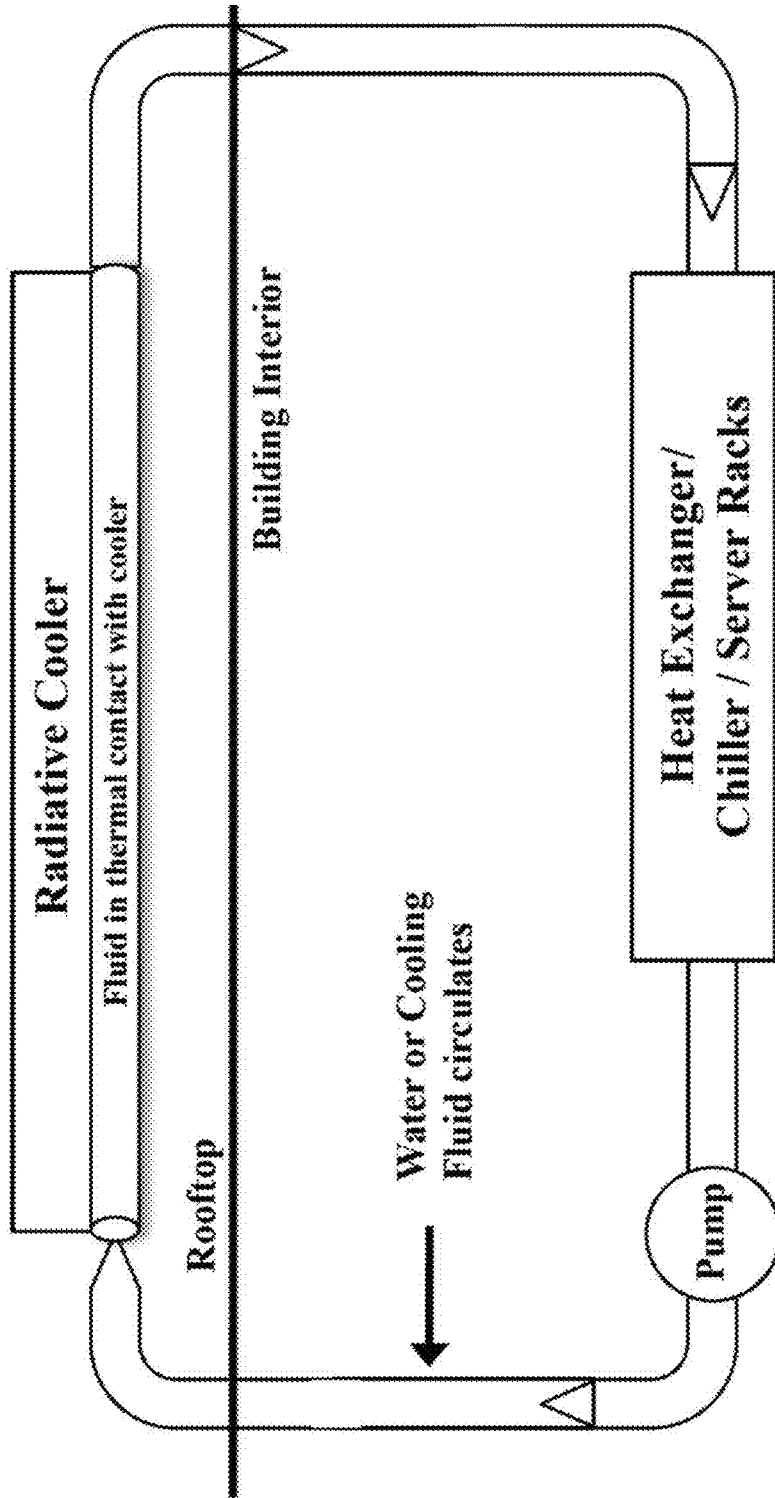 Radiative Cooler
Fluid in thermal contact with cooler
Rooftop
Building Interior
Water or Cooling
Fluid circulates
Heat Exchanger/
Chiller / Server Racks
Pump